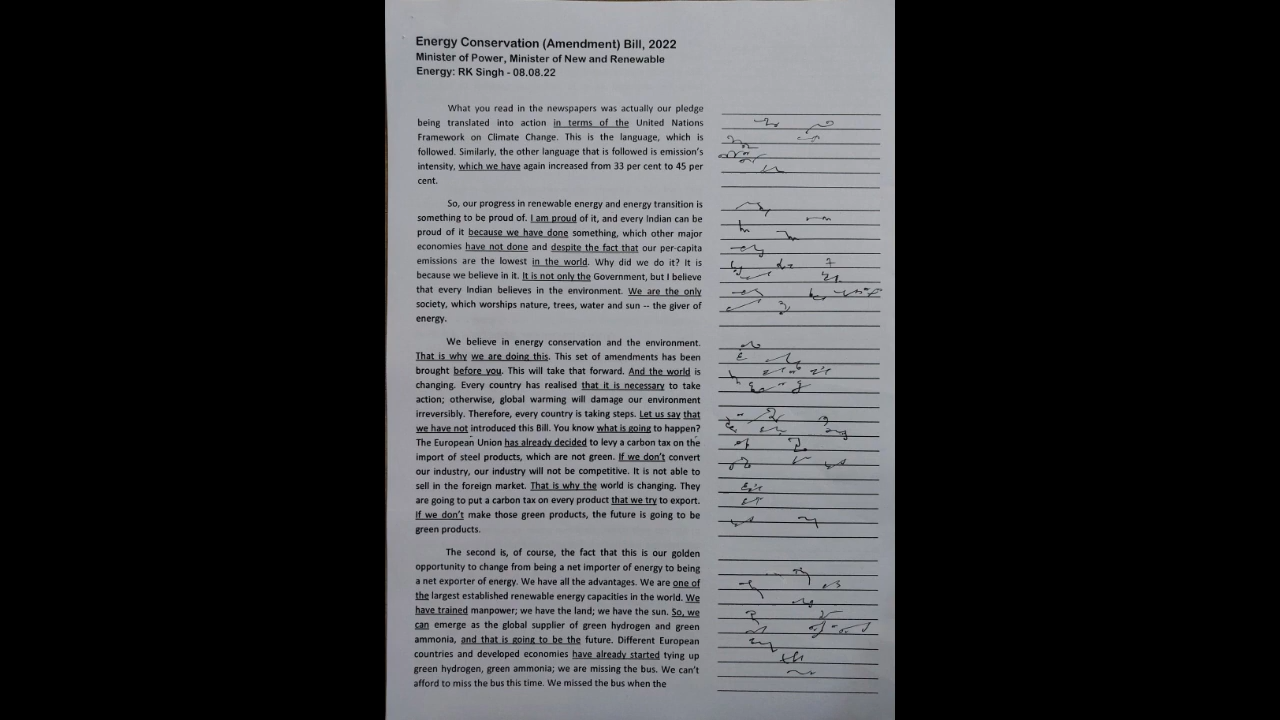 Energy Conservation (Amendment) Bill, 2022
Minister of Power, Minister of New and Renewable
Energy: RK Singh - 08.08.22
What you read in the newspapers was actually our pledge
being translated into action in terms of the United Nations
Framework on Climate Change. This is the language, which is
followed. Similarly, the other language that is followed is emission's
intensity, which we have again increased from 33 per cent to 45 per
cent.
So, our progress in renewable energy and energy transition is
something to be proud of. I am proud of it, and every Indian can be
proud of it because we have done something, which other major
economies have not done and despite the fact that our per-capita
emissions are the lowest in the world. Why did we do it? It is
because we believe in it. It is not only the Government, but I believe
that every Indian believes in the environment. We are the only
society, which worships nature, trees, water and sun -- the giver of
energy.
We believe in energy conservation and the environment.
That is why we are doing this. This set of amendments has been
brought before you. This will take that forward. And the world is
changing. Every country has realised that it is necessary to take
action; otherwise, global warming will damage our environment
irreversibly. Therefore, every country is taking steps. Let us say that
we have not introduced this Bill. You know what is going to happen?
The European Union has already decided to levy a carbon tax on the
import of steel products, which are not green. If we don't convert
our industry, our industry will not be competitive. It is not able to
sell in the foreign market. That is why the world is changing. They
are going to put a carbon tax on every product that we try to export.
If we don't make those green products, the future is going to be
green products.
The second is, of course, the fact that this is our golden
opportunity to change from being a net importer of energy to being
a net exporter of energy. We have all the advantages. We are one of
the largest established renewable energy capacities in the world. We
have trained manpower; we have the land; we have the sun. So, we
can emerge as the global supplier of green hydrogen and green
ammonia, and that is going to be the future. Different European
countries and developed economies have already started tying up
green hydrogen, green ammonia; we are missing the bus. We can't
afford to miss the bus this time. We missed the bus when the